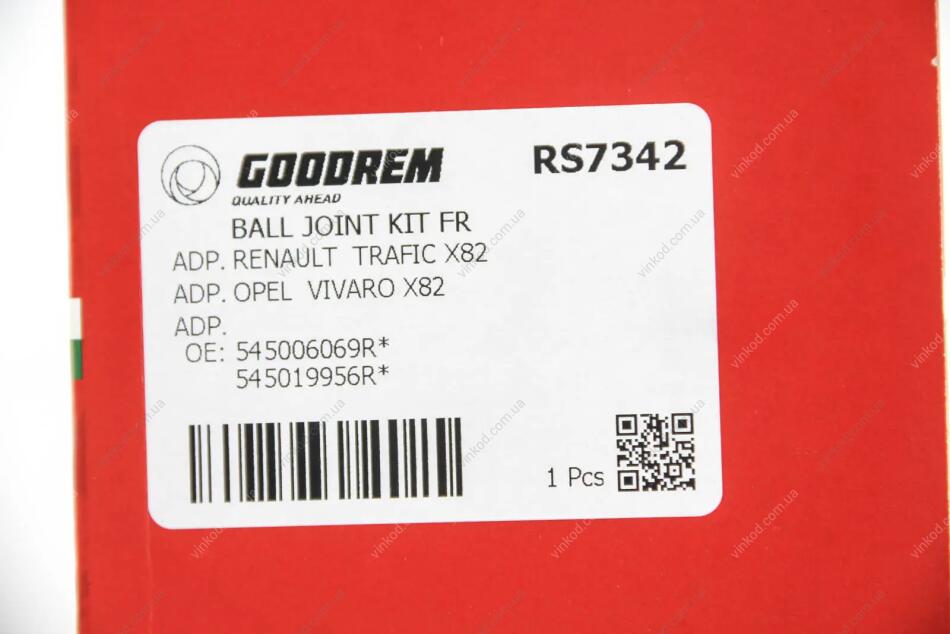 GOODREM
QUALITY AHEAD
RS7342
BALL JOINT KIT FR
ADP. RENAULT TRAFIC X82
ADP. OPEL VIVARO X82
ADP.
OE: 545006069R*
545019956R*
1 Pcs
vinkod.com.ua